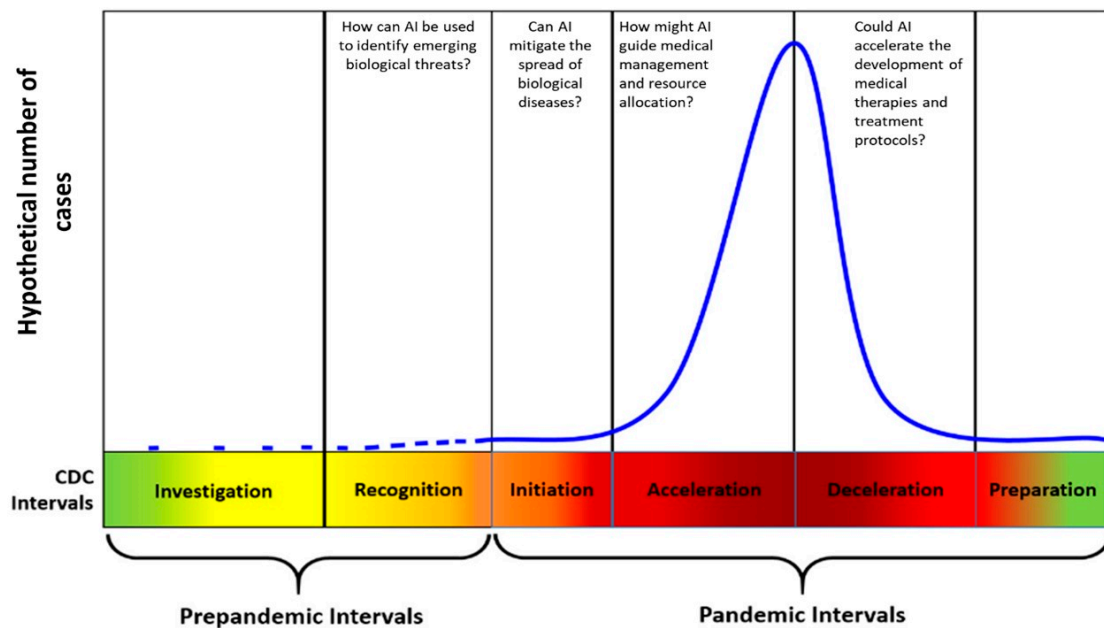 How can AI be used
to identify emerging
biological threats?
Can AI
mitigate the
spread of
biological
diseases?
How might AI
guide medical
management
and resource
allocation?
Could AI
accelerate the
development of
medical
therapies and
treatment
protocols?
Hypothetical number of
cases
CDC
Intervals
Investigation
Recognition
Initiation
Acceleration
Deceleration
Preparation
Prepandemic Intervals
Pandemic Intervals